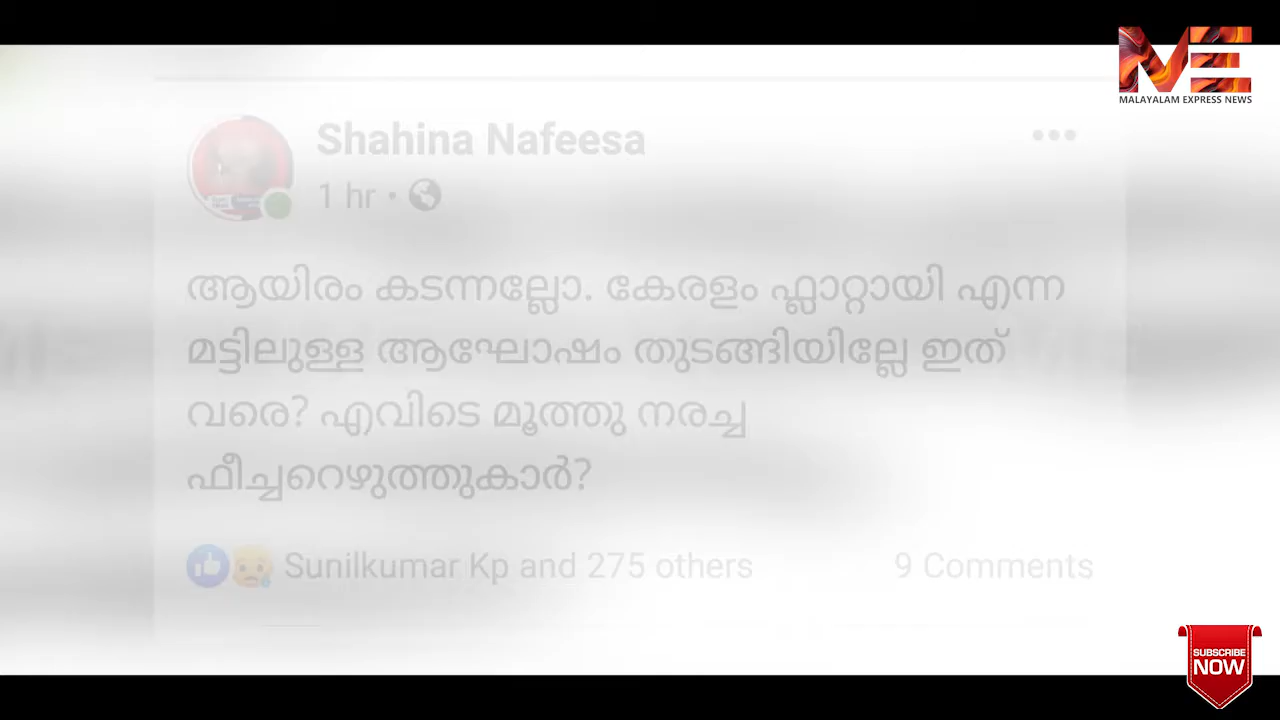 ME
MALAYALAM EXPRESS NEWS
Shahina Nafeesa
1 hr •
ആയിരം കടന്നല്ലോ. കേരളം ഫ്ലാറ്റായി എന്ന
മട്ടിലുള്ള ആഘോഷം തുടങ്ങിയില്ലേ ഇത്
വരെ? എവിടെ മൂത്തു നരച്ച
ഫീച്ചറെഴുത്തുകാർ?
Sunilkumar Kp and 275 others
9 Comments
SUBSCRIBE
NOW